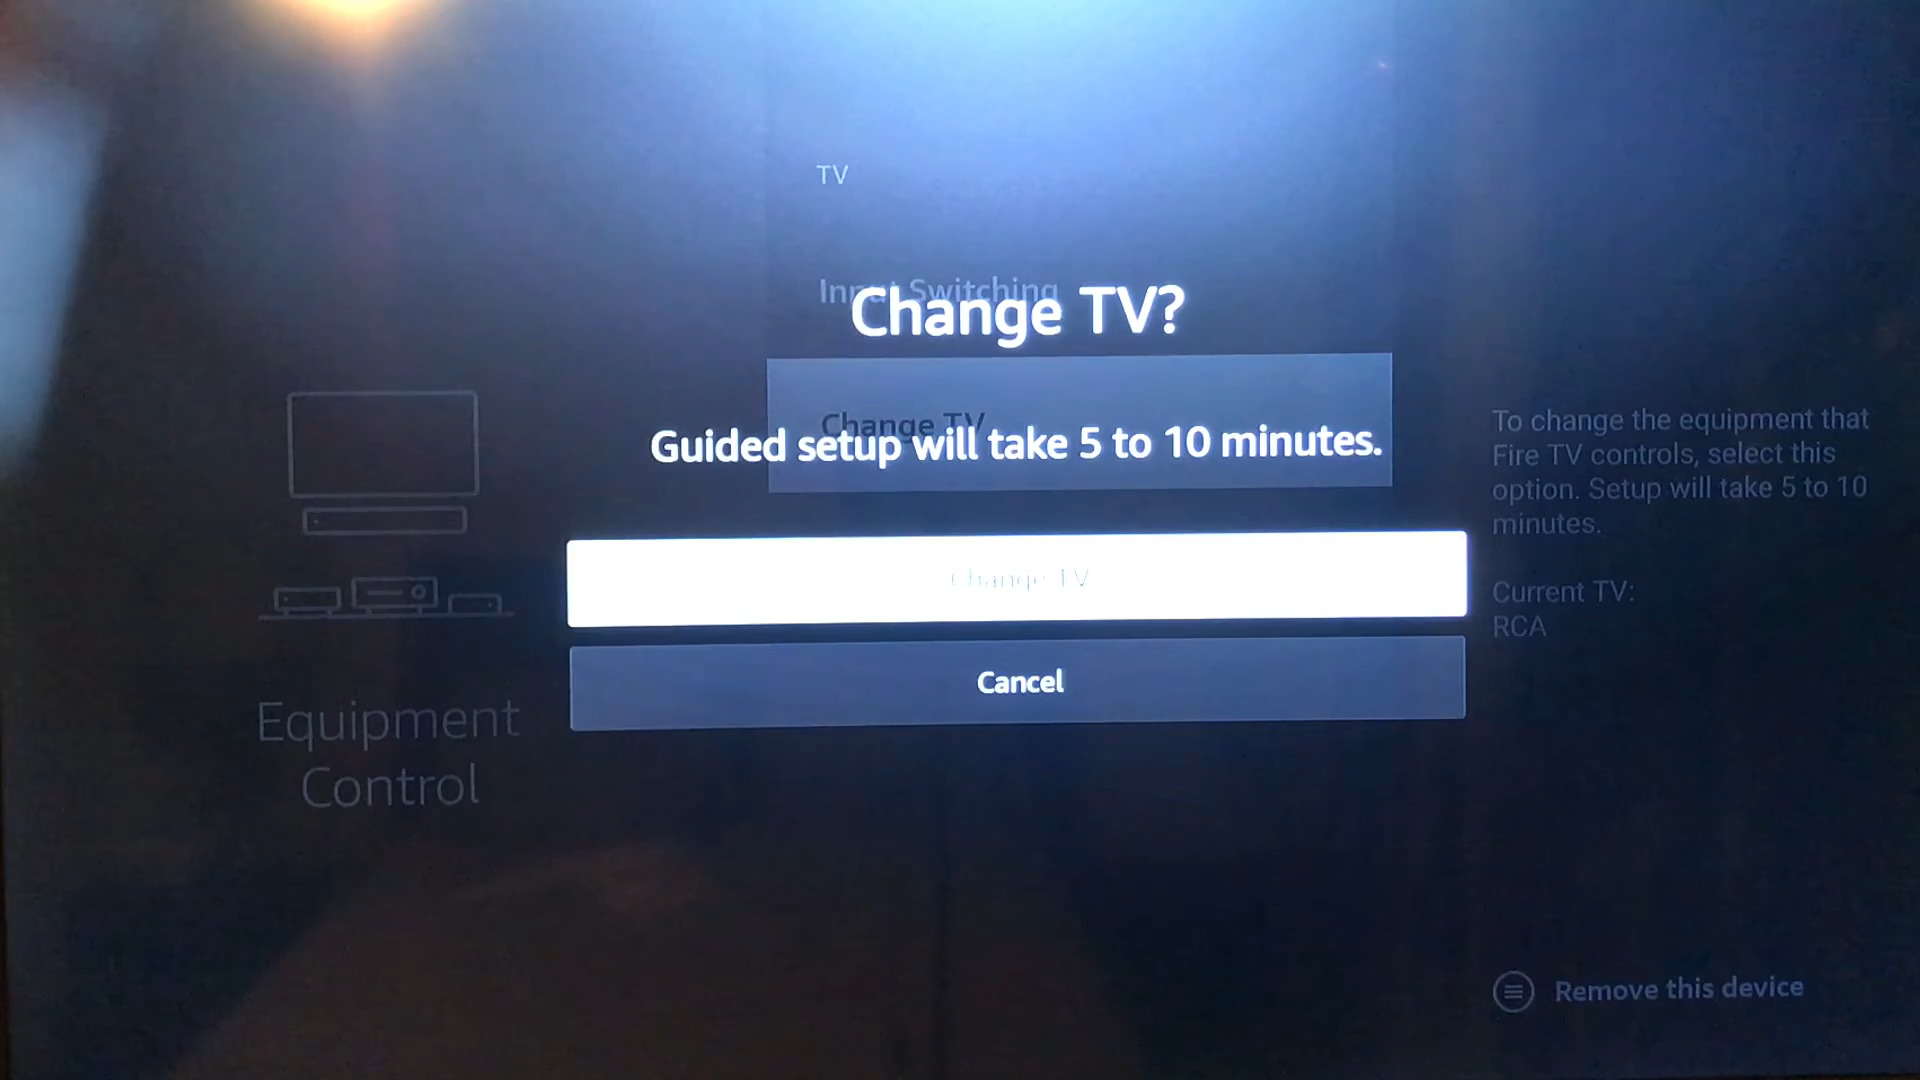 TV
Input Switching
Change TV?
Change TV
Guided setup will take 5 to 10 minutes.
Change TV
Cancel
Equipment
Control
To change the equipment that
Fire TV controls, select this
option. Setup will take 5 to 10
minutes.
Current TV:
RCA
Remove this device